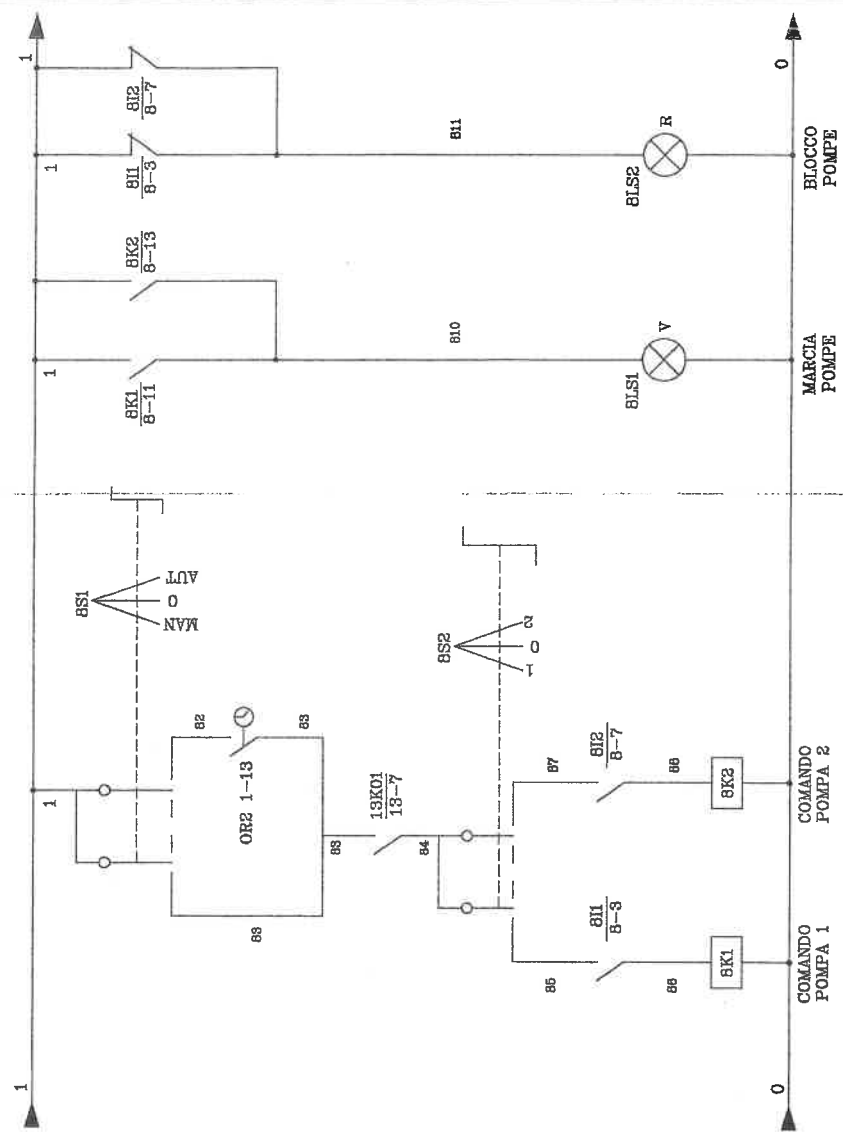 1
1
8I2
8-7
1
8I1
8-3
8K2
8-13
1
8K1
8-11
8S1
MAN
0
AUT
1
82
83
OR2 1-13
83
83
13K01
13-7
84
8S2
1
0
2
87
8I2
8-7
88
8K2
85
8I1
8-3
86
8K1
810
8LS1
V
811
8LS2
R
0
0
COMANDO
POMPA 1
COMANDO
POMPA 2
MARCIA
POMPE
BLOCCO
POMPE